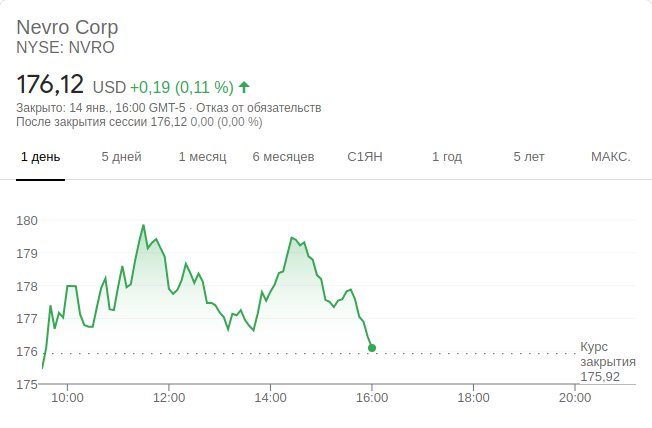 Nevro Corp
NYSE: NVRO
176,12 USD +0,19 (0,11 %)
Закрыто: 14 янв., 16:00 GMT-5 · Отказ от обязательств
После закрытия сессии 176,12 0,00 (0,00 %)
1 день 5 дней 1 месяц 6 месяцев С1ЯН 1 год 5 лет МАКС.
180
179
178
177
176
175
Курс
закрытия
175,92
10:00 12:00 14:00 16:00 18:00 20:00